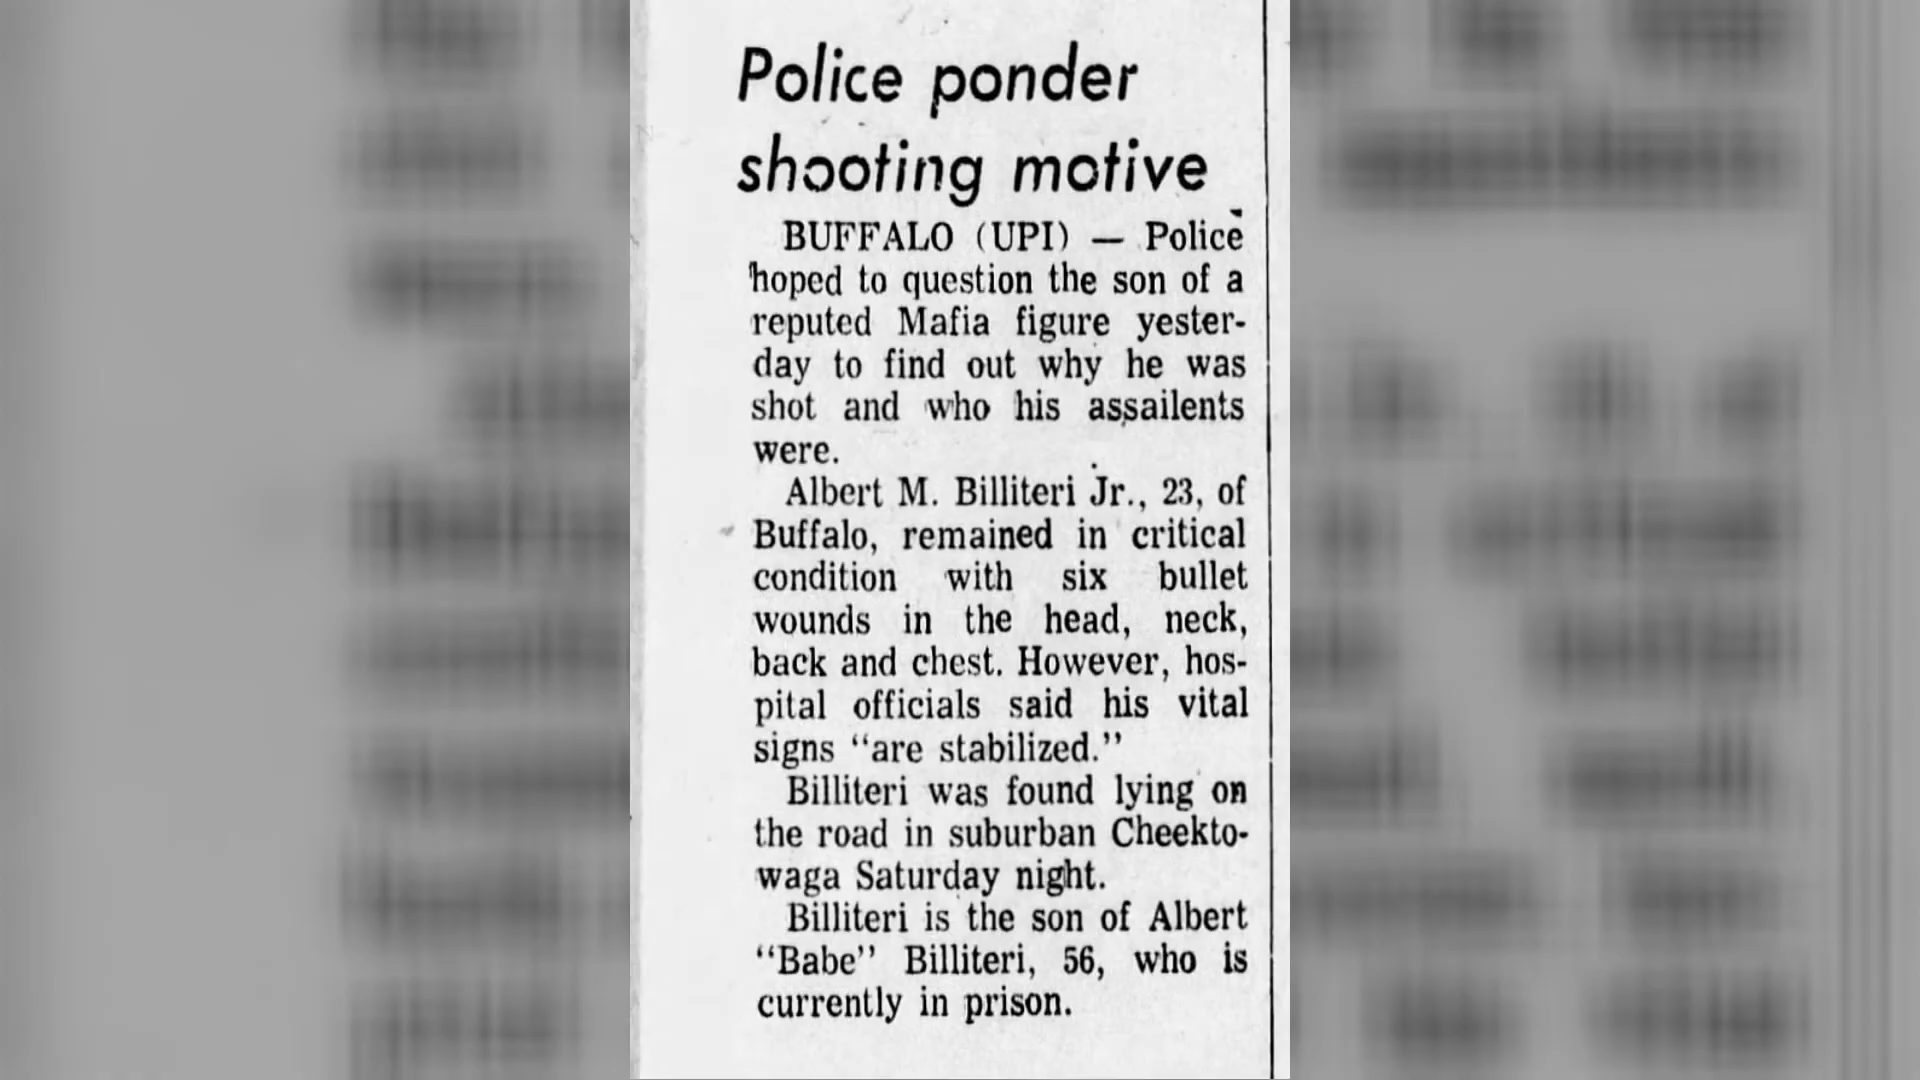 Police ponder
shooting motive
BUFFALO (UPI) — Police
hoped to question the son of a
reputed Mafia figure yester-
day to find out why he was
shot and who his assailents
were.
Albert M. Billiteri Jr., 23, of
Buffalo, remained in critical
condition with six bullet
wounds in the head, neck,
back and chest. However, hos-
pital officials said his vital
signs “are stabilized.”
Billiteri was found lying on
the road in suburban Cheekto-
waga Saturday night.
Billiteri is the son of Albert
“Babe” Billiteri, 56, who is
currently in prison.